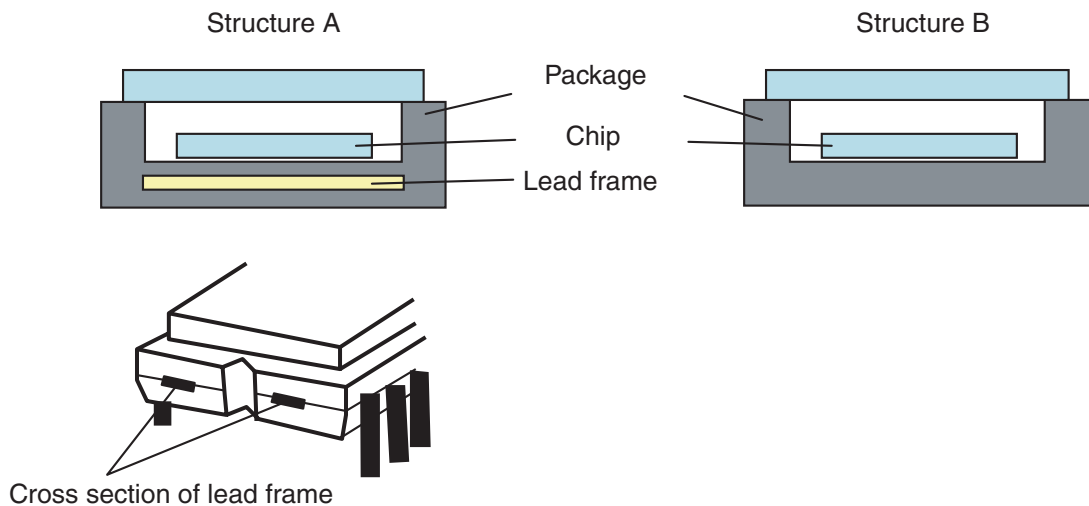 Structure A
Structure B
Package
Chip
Lead frame
Cross section of lead frame